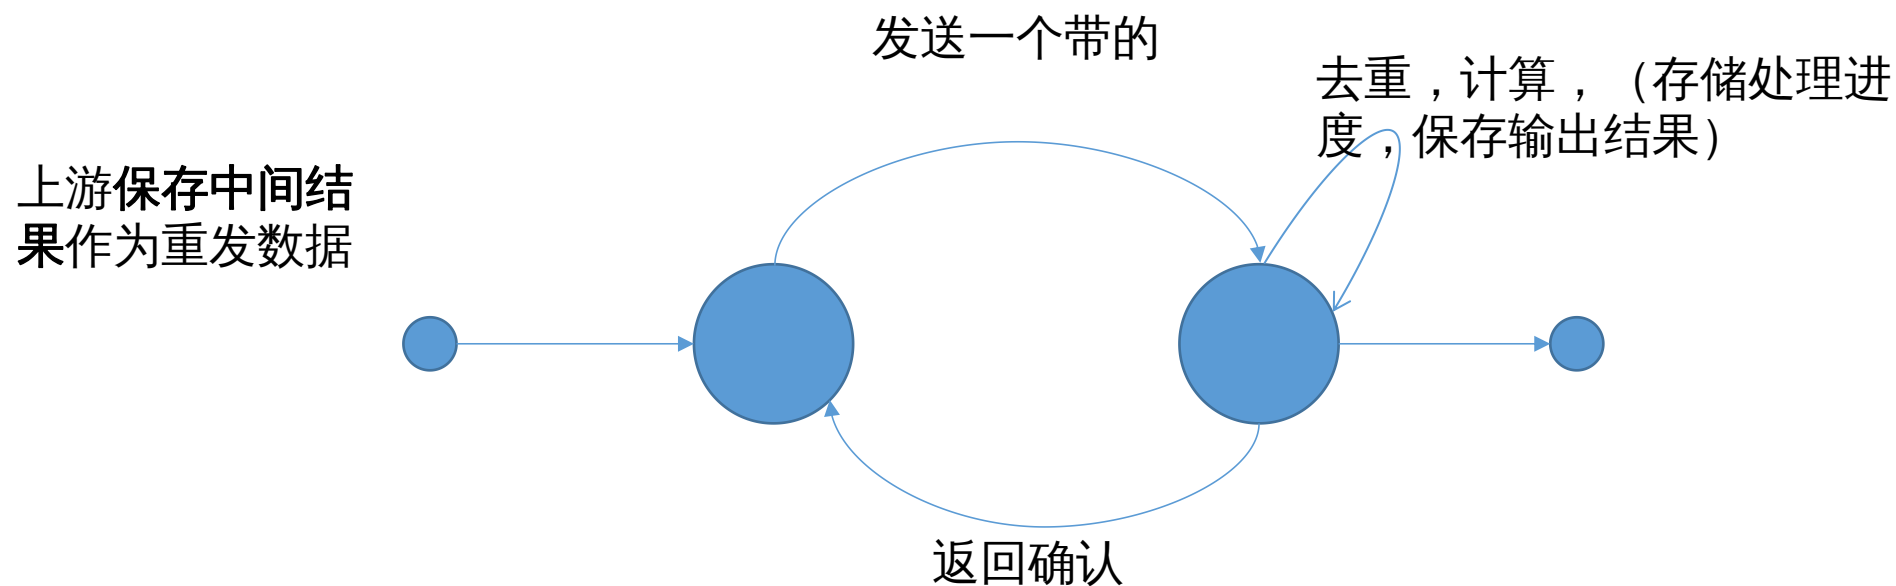 发送一个带的
去重，计算，（存储处理进
度，保存输出结果）
上游保存中间结
果作为重发数据
返回确认